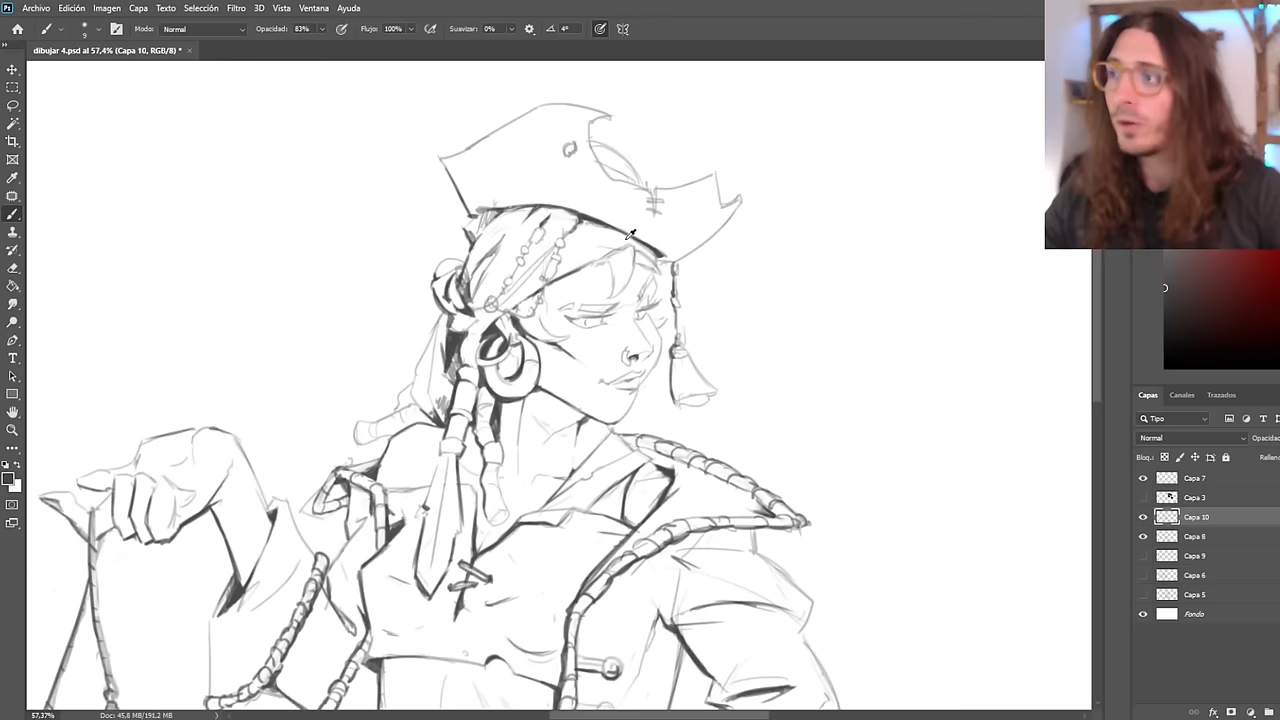 Archivo Edición Imagen Capa Texto Selección Filtro 3D Vista Ventana Ayuda
9 Modo: Normal Opacidad: 83% Flujo: 100% Suavizar: 0% 4°
dibujar 4.psd al 57,4% (Capa 10, RGB/8) *
Capas Canales Trazados
Tipo
Normal Opacidad
Bloq.: Relleno
Capa 7
Capa 3
Capa 10
Capa 8
Capa 9
Capa 6
Capa 5
Fondo
57,37% Doc: 45,8 MB/191,2 MB